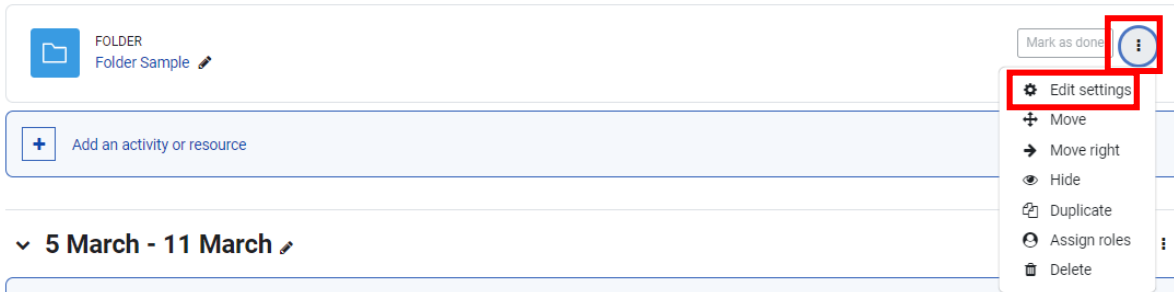 FOLDER
Folder Sample
Mark as done
Edit settings
Move
Add an activity or resource
Move right
Hide
Duplicate
5 March - 11 March
Assign roles
Delete